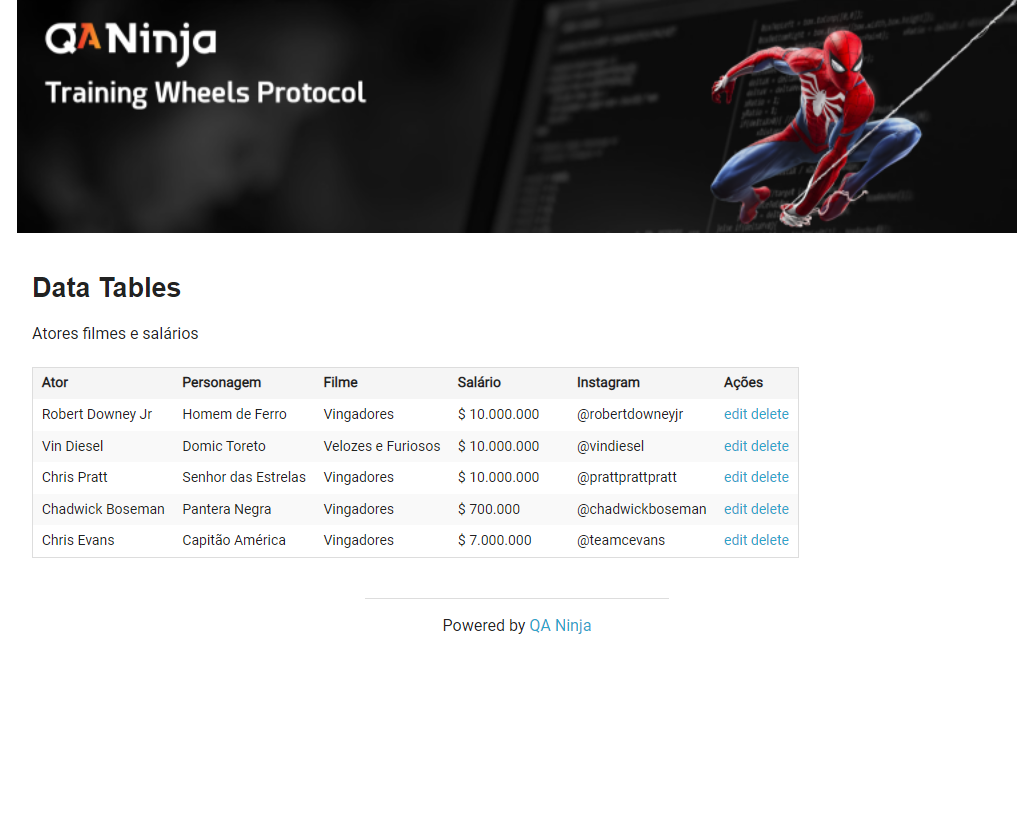 QANinja
Training Wheels Protocol
Data Tables
Atores filmes e salários
Ator Personagem Filme Salário Instagram Ações
Robert Downey Jr Homem de Ferro Vingadores $ 10.000.000 @robertdowneyjr edit delete
Vin Diesel Domic Toreto Velozes e Furiosos $ 10.000.000 @vindiesel edit delete
Chris Pratt Senhor das Estrelas Vingadores $ 10.000.000 @prattprattpratt edit delete
Chadwick Boseman Pantera Negra Vingadores $ 700.000 @chadwickboseman edit delete
Chris Evans Capitão América Vingadores $ 7.000.000 @teamcevans edit delete
Powered by QA Ninja